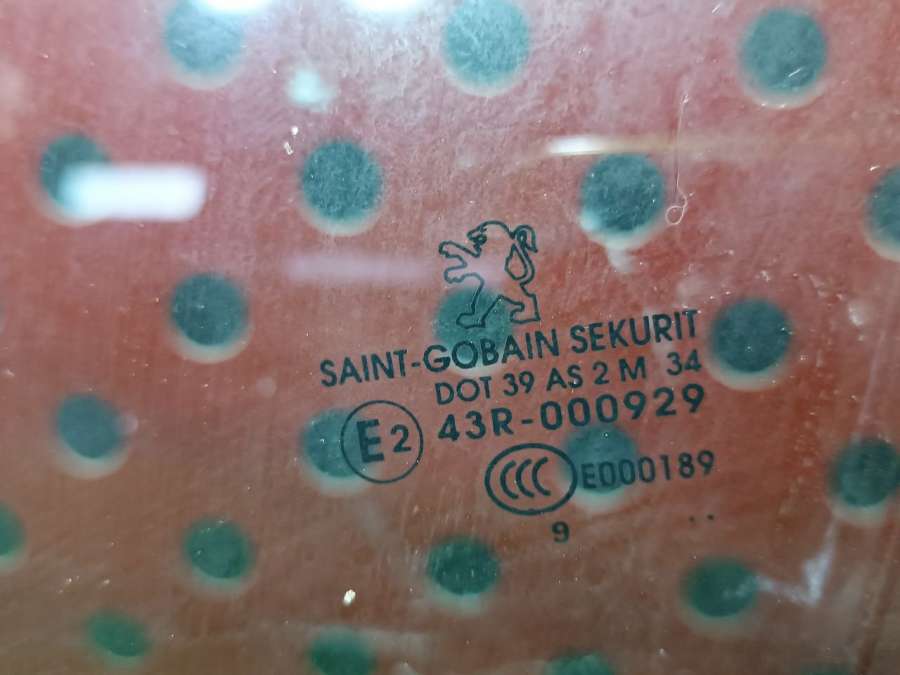 SAINT-GOBAIN SEKURIT
DOT 39 AS 2 M 34
E2 43R-000929
CCC E000189
9 ..